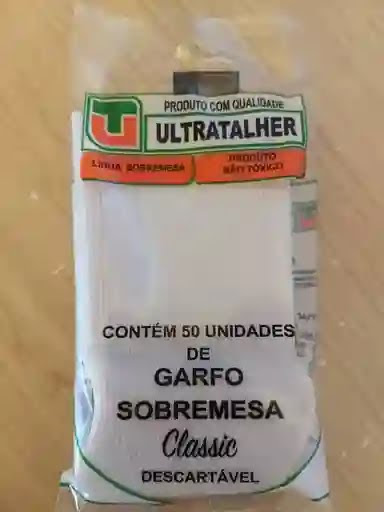 PRODUTO COM QUALIDADE
ULTRATALHER
LINHA SOBREMESA
PRODUTO
NÃO TÓXICO
CONTÉM 50 UNIDADES
DE
GARFO
SOBREMESA
Classic
DESCARTÁVEL